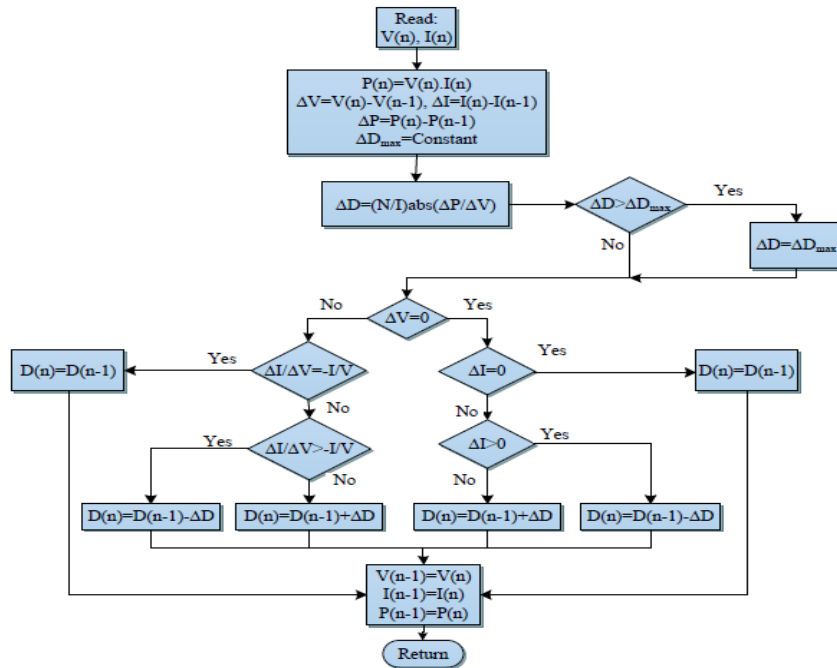 Read:
V(n), I(n)
P(n)=V(n).I(n)
ΔV=V(n)-V(n-1), ΔI=I(n)-I(n-1)
ΔP=P(n)-P(n-1)
ΔDmax=Constant
ΔD=(N/I)abs(ΔP/ΔV)
ΔD>ΔDmax
Yes
No
ΔD=ΔDmax
No
Yes
ΔV=0
D(n)=D(n-1)
Yes
ΔI/ΔV=-I/V
ΔI=0
Yes
D(n)=D(n-1)
No
No
Yes
ΔI/ΔV>-I/V
ΔI>0
Yes
No
No
D(n)=D(n-1)-ΔD
D(n)=D(n-1)+ΔD
D(n)=D(n-1)+ΔD
D(n)=D(n-1)-ΔD
V(n-1)=V(n)
I(n-1)=I(n)
P(n-1)=P(n)
Return